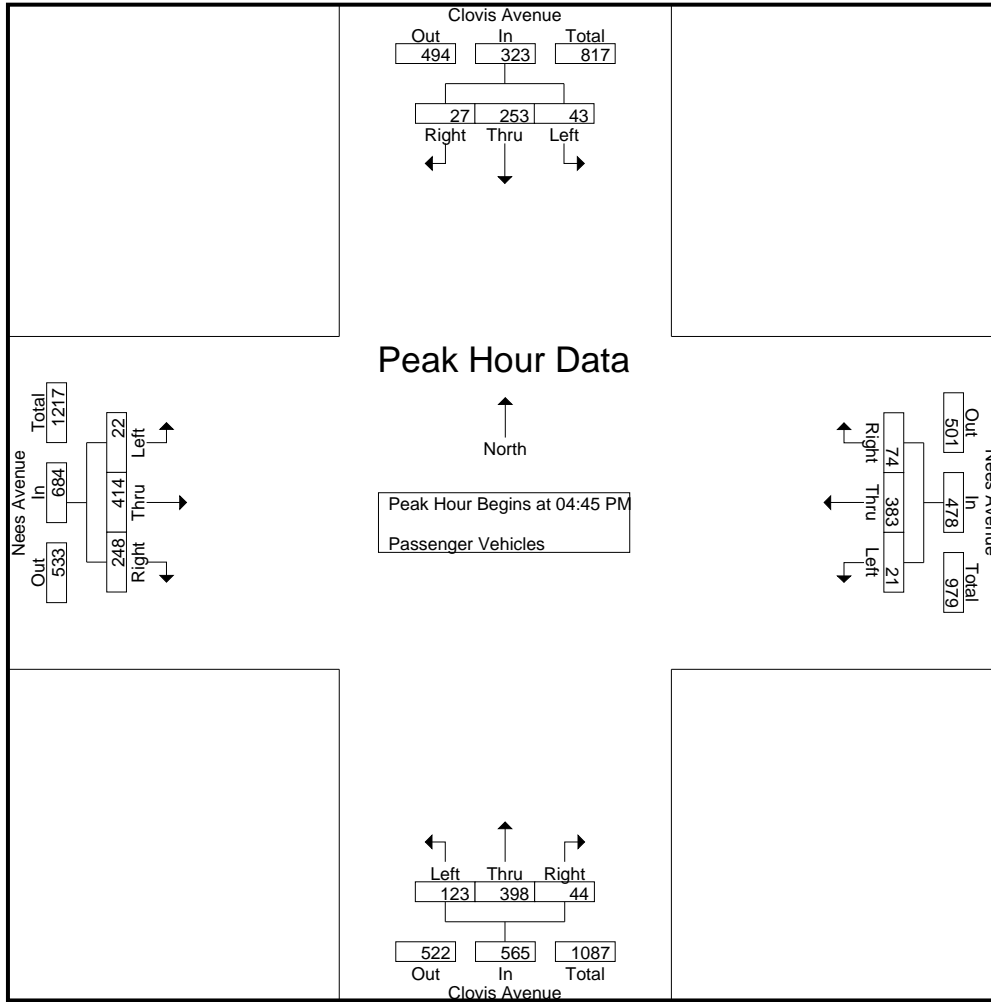 Clovis Avenue
Out In Total
494 323 817
27 253 43
Right Thru Left
Peak Hour Data
North
Peak Hour Begins at 04:45 PM
Passenger Vehicles
Nees Avenue
Total In Out
1217 684 533
22 414 248
Left Thru Right
Right Thru Left
74 383 21
Out In Total
501 478 979
Nees Avenue
Left Thru Right
123 398 44
522 565 1087
Out In Total
Clovis Avenue